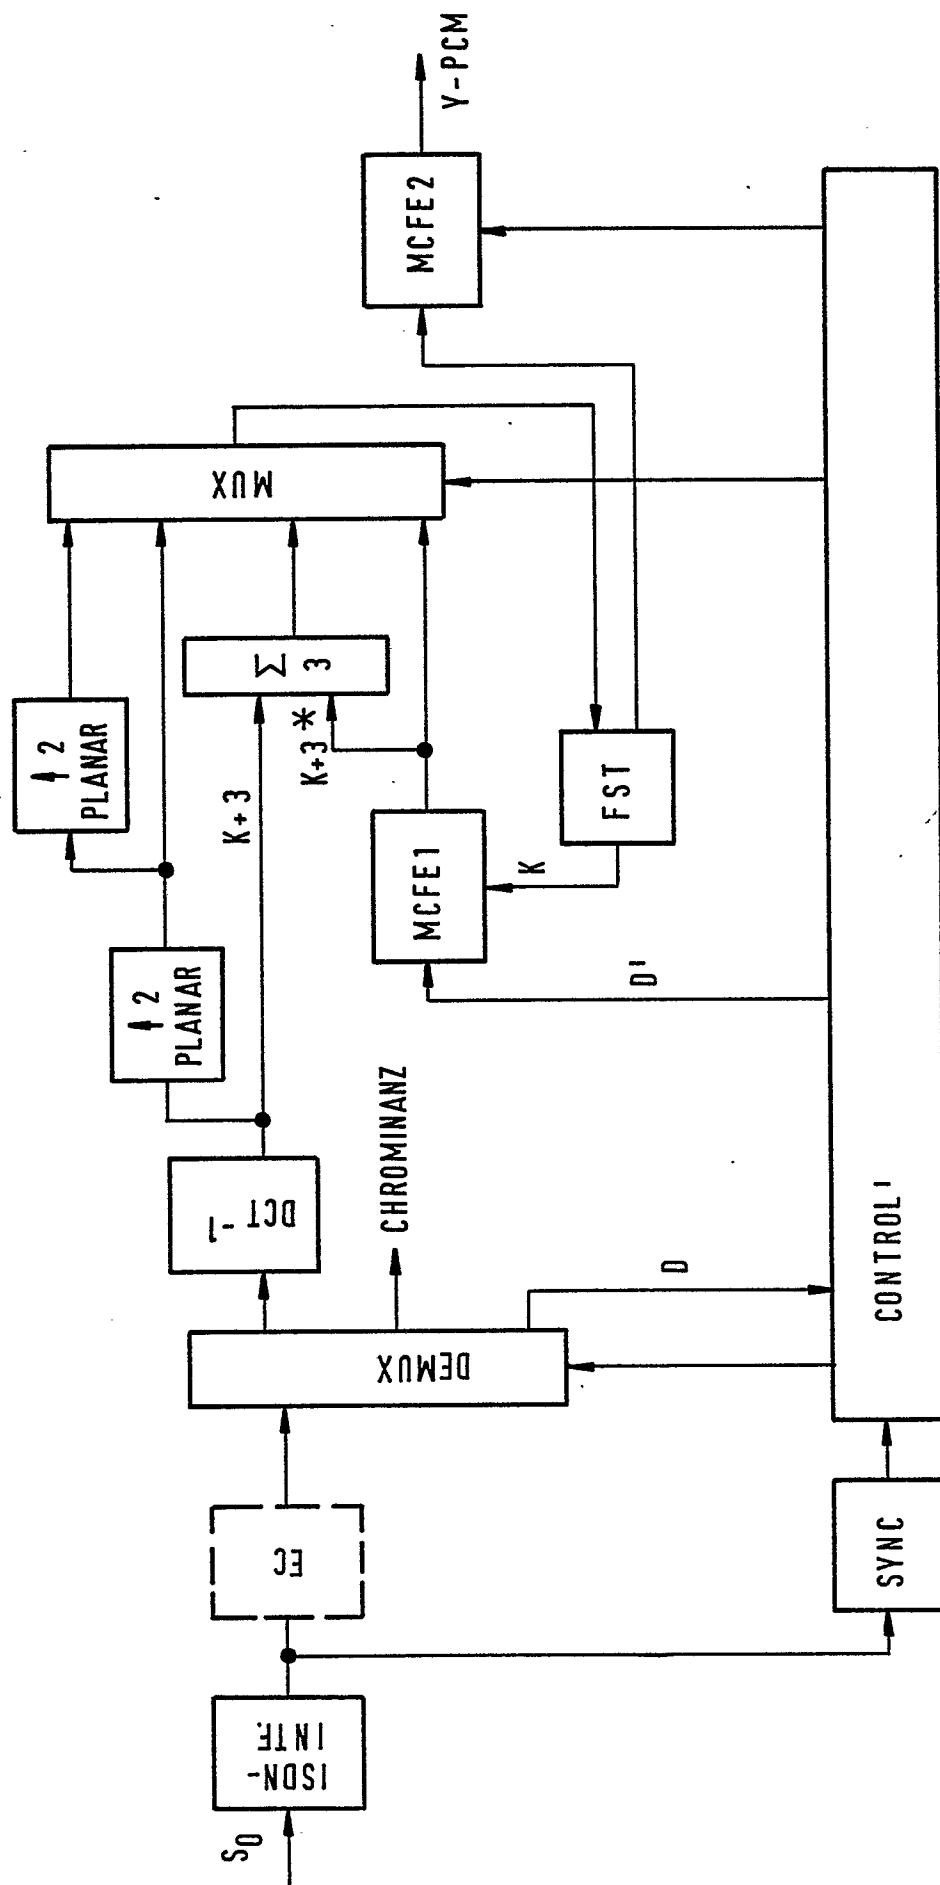 S0
ISDN-
INTF.
EC
SYNC
DEMUX
D
CONTROL'
CHROMINANZ
DCT⁻¹
↑2
PLANAR
↑2
PLANAR
K+3
K+3*
Σ
3
D'
MCFE1
K
FST
MUX
MCFE2
Y-PCM